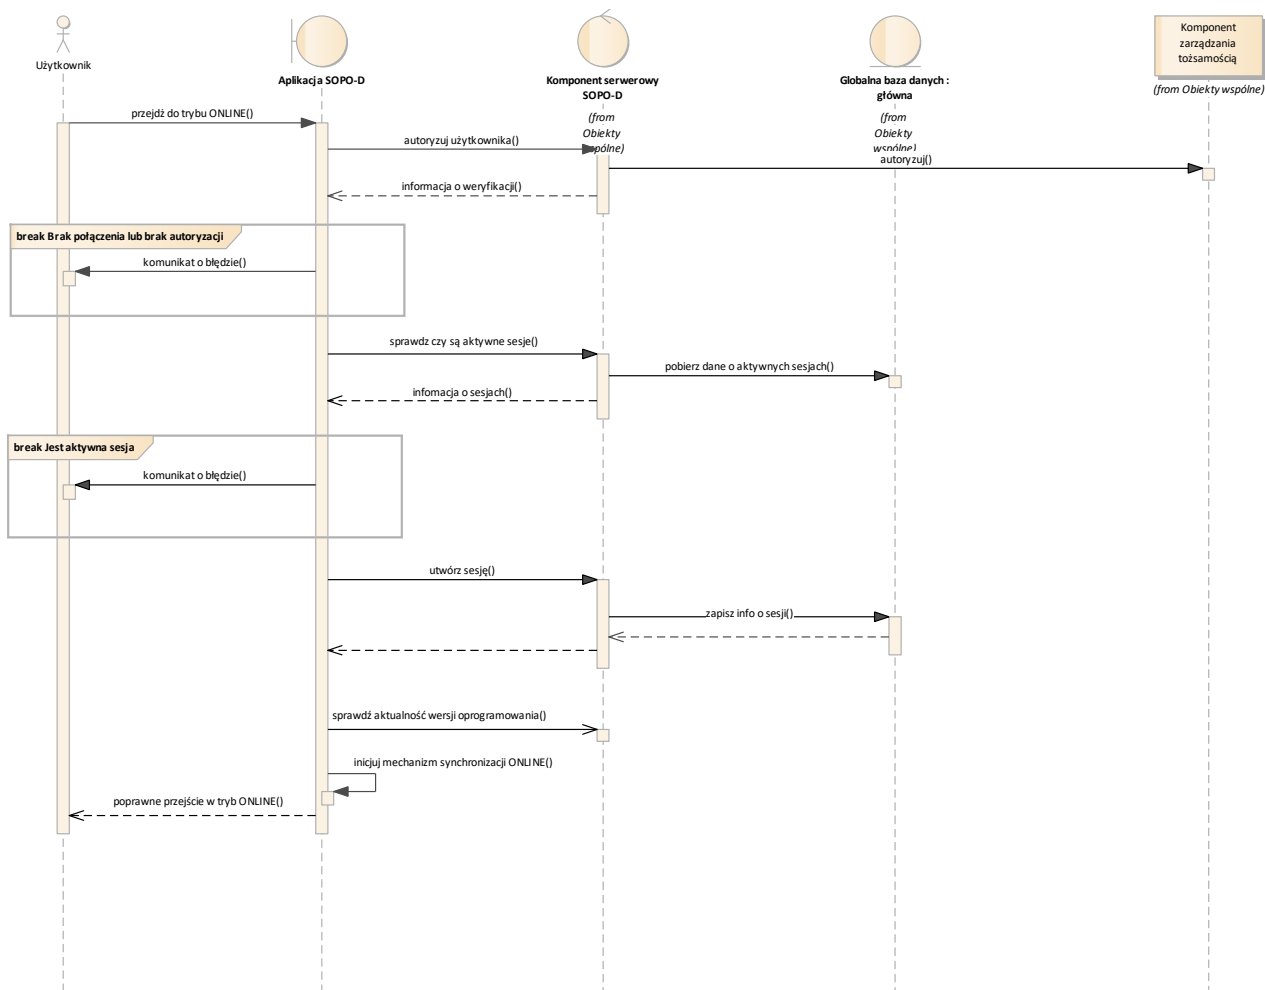 Użytkownik
Aplikacja SOPO-D
Komponent serwerowy
SOPO-D
(from
Obiekty
Globalna baza danych :
główna
(from
Obiekty
wspólne)
Komponent
zarządzania
tożsamością
(from Obiekty wspólne)
przejdź do trybu ONLINE()
autoryzuj użytkownika()
autoryzuj()
informacja o weryfikacji()
break Brak połączenia lub brak autoryzacji
komunikat o błędzie()
sprawdz czy są aktywne sesje()
pobierz dane o aktywnych sesjach()
infomacja o sesjach()
break Jest aktywna sesja
komunikat o błędzie()
utwórz sesję()
zapisz info o sesji()
sprawdź aktualność wersji oprogramowania()
inicjuj mechanizm synchronizacji ONLINE()
poprawne przejście w tryb ONLINE()